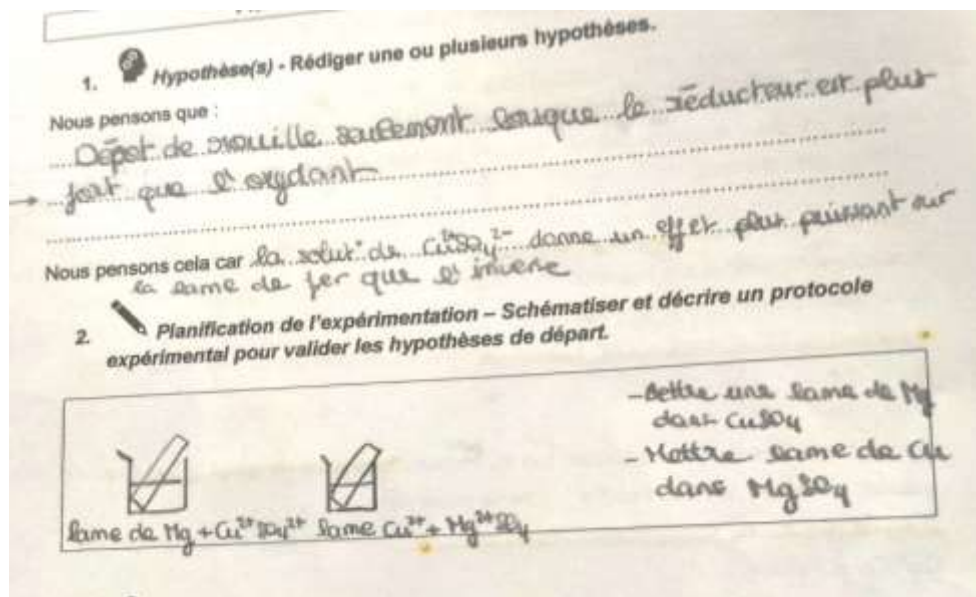 1. Hypothèse(s) - Rédiger une ou plusieurs hypothèses.
Nous pensons que :
Dépot de rouille seulement lorsque le réducteur est plus
fort que l'oxydant
Nous pensons cela car la solut° de Cu²⁺SO₄²⁻ donne un effet plus puissant sur
la lame de fer que l'inverse
2. Planification de l'expérimentation – Schématiser et décrire un protocole
expérimental pour valider les hypothèses de départ.
- Mettre une lame de Mg
dans CuSO₄
- Mettre lame de Cu
dans MgSO₄
lame de Mg + Cu²⁺ SO₄²⁺ lame Cu²⁺ + Mg²⁺SO₄